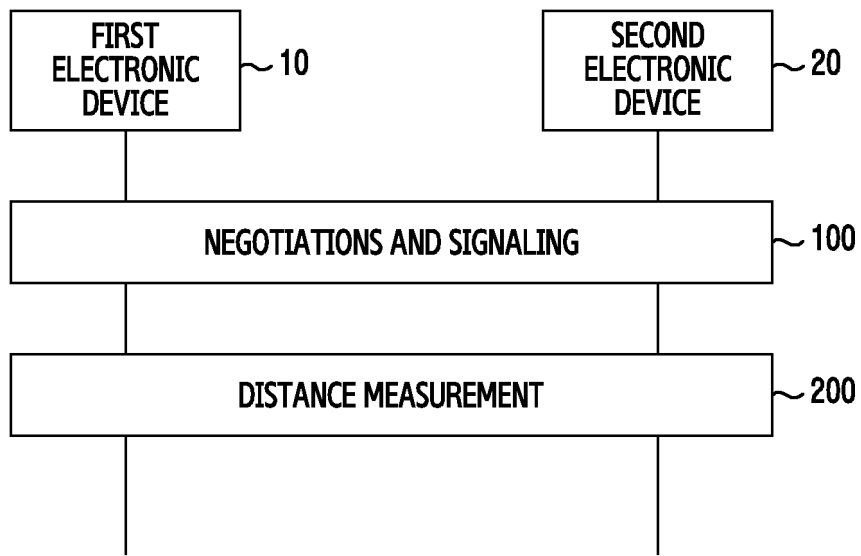 FIRST
ELECTRONIC
DEVICE
10
SECOND
ELECTRONIC
DEVICE
20
NEGOTIATIONS AND SIGNALING
100
DISTANCE MEASUREMENT
200